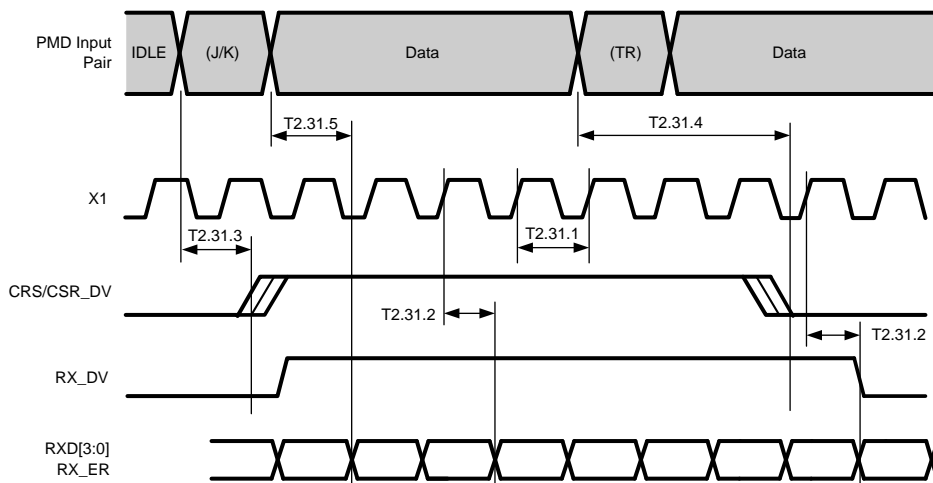 PMD Input
Pair
IDLE
(J/K)
Data
(TR)
Data
T2.31.5
T2.31.4
X1
T2.31.3
T2.31.1
CRS/CSR_DV
T2.31.2
T2.31.2
RX_DV
RXD[3:0]
RX_ER